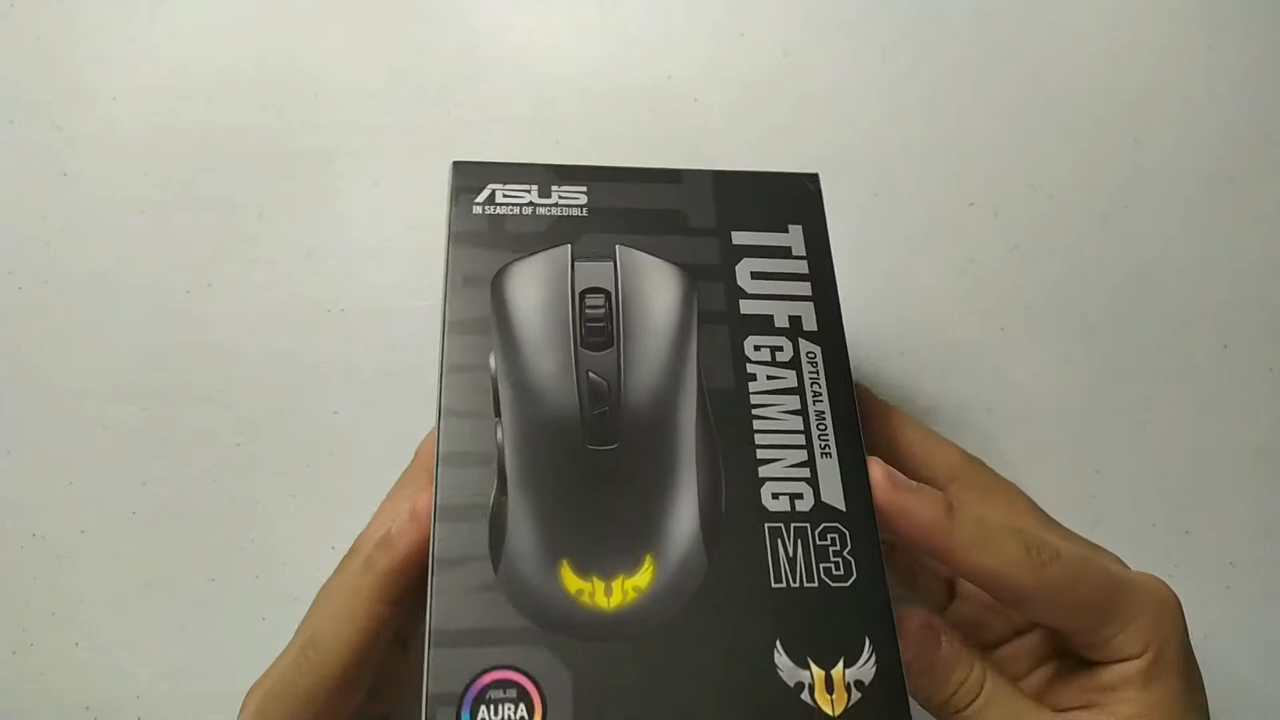 ASUS
IN SEARCH OF INCREDIBLE
TUF GAMING
OPTICAL MOUSE
M3
ASUS
AURA